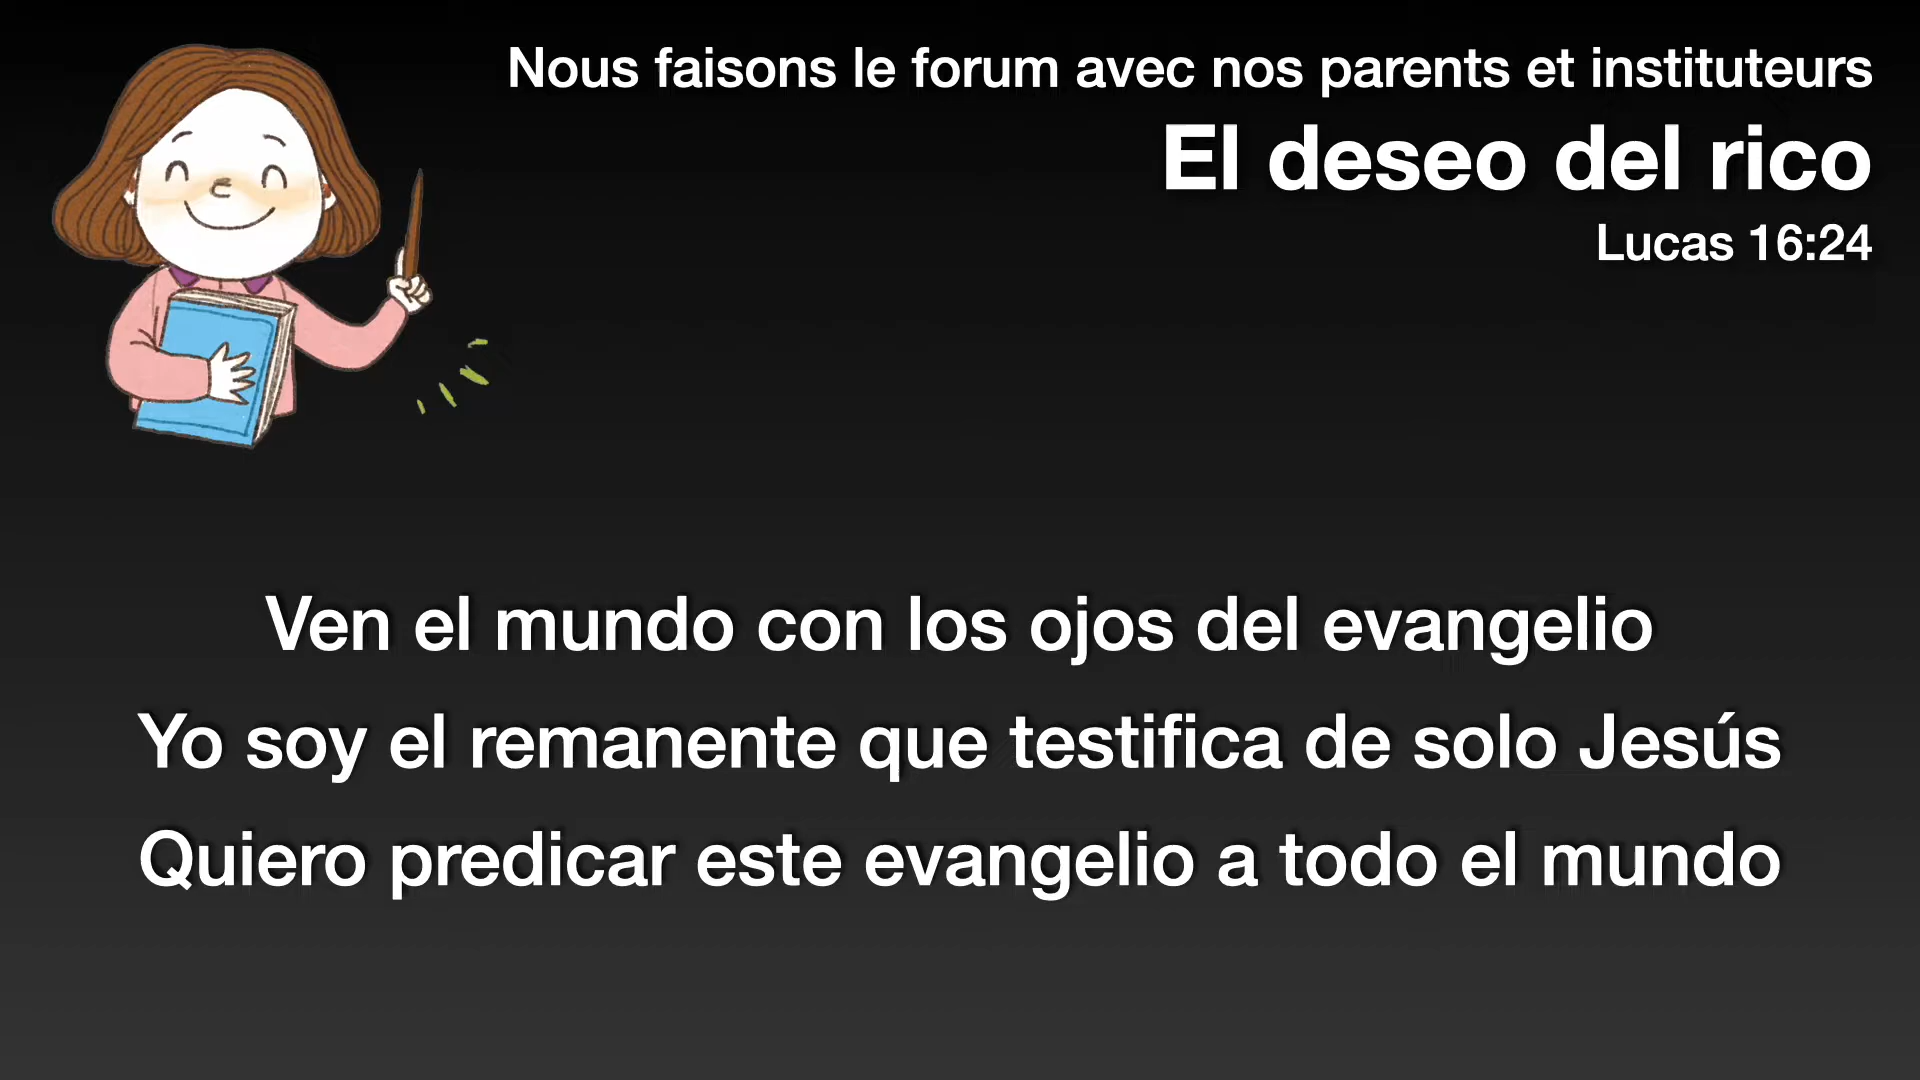 Nous faisons le forum avec nos parents et instituteurs
El deseo del rico
Lucas 16:24
Ven el mundo con los ojos del evangelio
Yo soy el remanente que testifica de solo Jesús
Quiero predicar este evangelio a todo el mundo